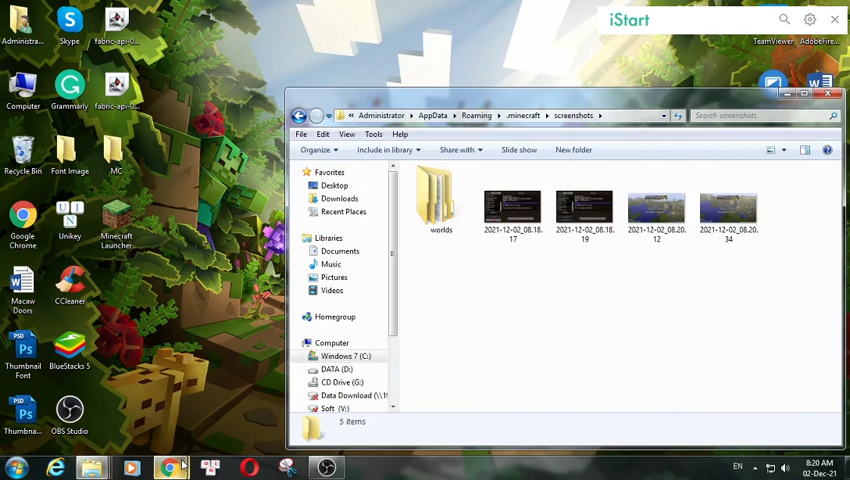 iStart
Administra...
Skype
fabric-api-0
TeamViewer
AdobeFire...
Computer
Grammarly
fabric-api-0
Recycle Bin
Font Image
MC
Google Chrome
Unikey
Minecraft Launcher
Macaw Doors
CCleaner
Thumbnail Font
BlueStacks 5
Thumbna...
OBS Studio
« Administrator AppData Roaming .minecraft screenshots
Search screenshots
File Edit View Tools Help
Organize Include in library Share with Slide show New folder
Favorites
Desktop
Downloads
Recent Places
Libraries
Documents
Music
Pictures
Videos
Homegroup
Computer
Windows 7 (C:)
DATA (D:)
CD Drive (G:)
Data Download (\\19
Soft (V:)
worlds
2021-12-02_08.18.17
2021-12-02_08.18.19
2021-12-02_08.20.12
2021-12-02_08.20.34
5 items
EN
8:20 AM
02-Dec-21